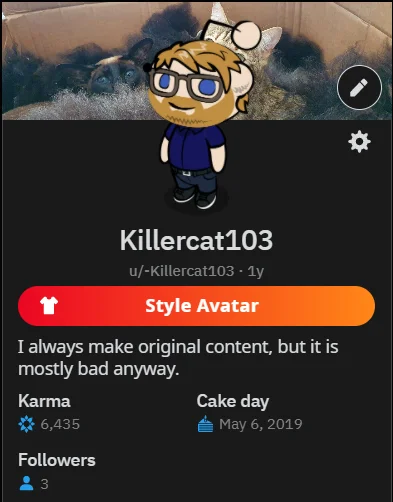 Killercat103
u/-Killercat103 · 1y
Style Avatar
I always make original content, but it is
mostly bad anyway.
Karma
Cake day
6,435
May 6, 2019
Followers
3